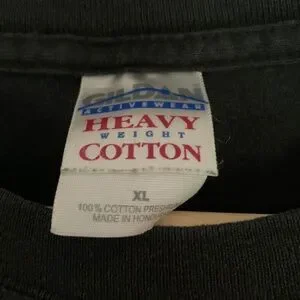 GILDAN
ACTIVEWEAR
HEAVY
WEIGHT
COTTON
XL
100% COTTON
MADE IN